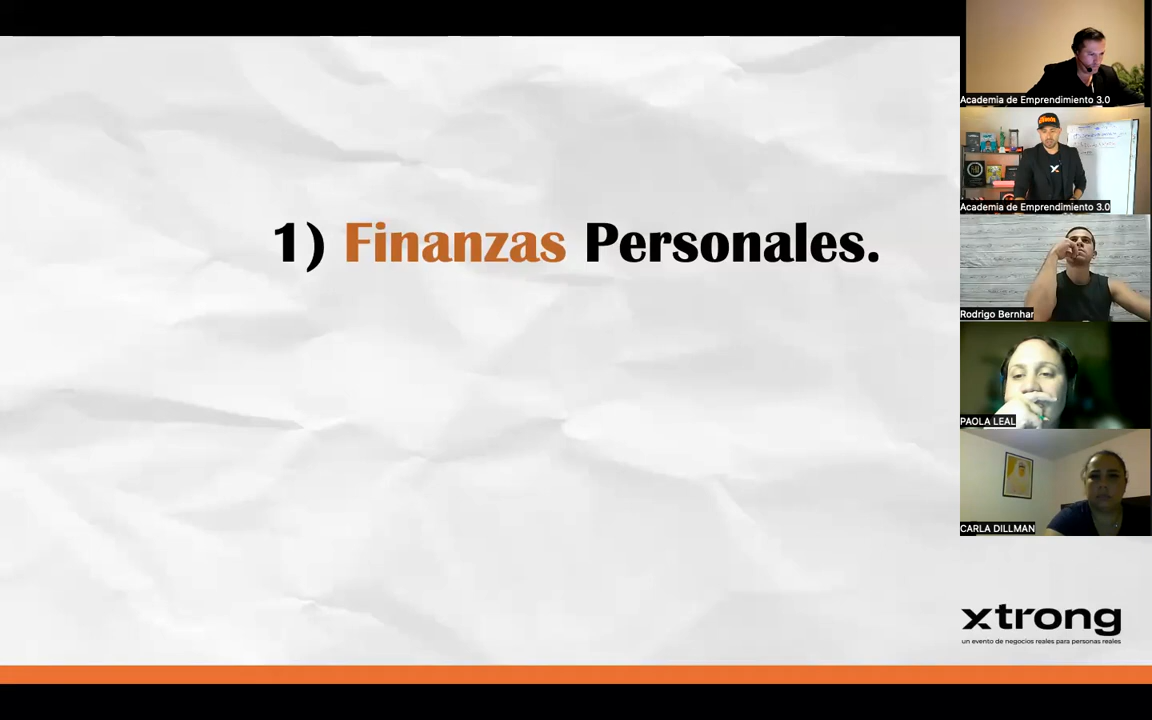 1) Finanzas Personales.
Academia de Emprendimiento 3.0
Academia de Emprendimiento 3.0
Rodrigo Bernhar
PAOLA LEAL
CARLA DILLMAN
xtrong
un evento de negocios reales para personas reales